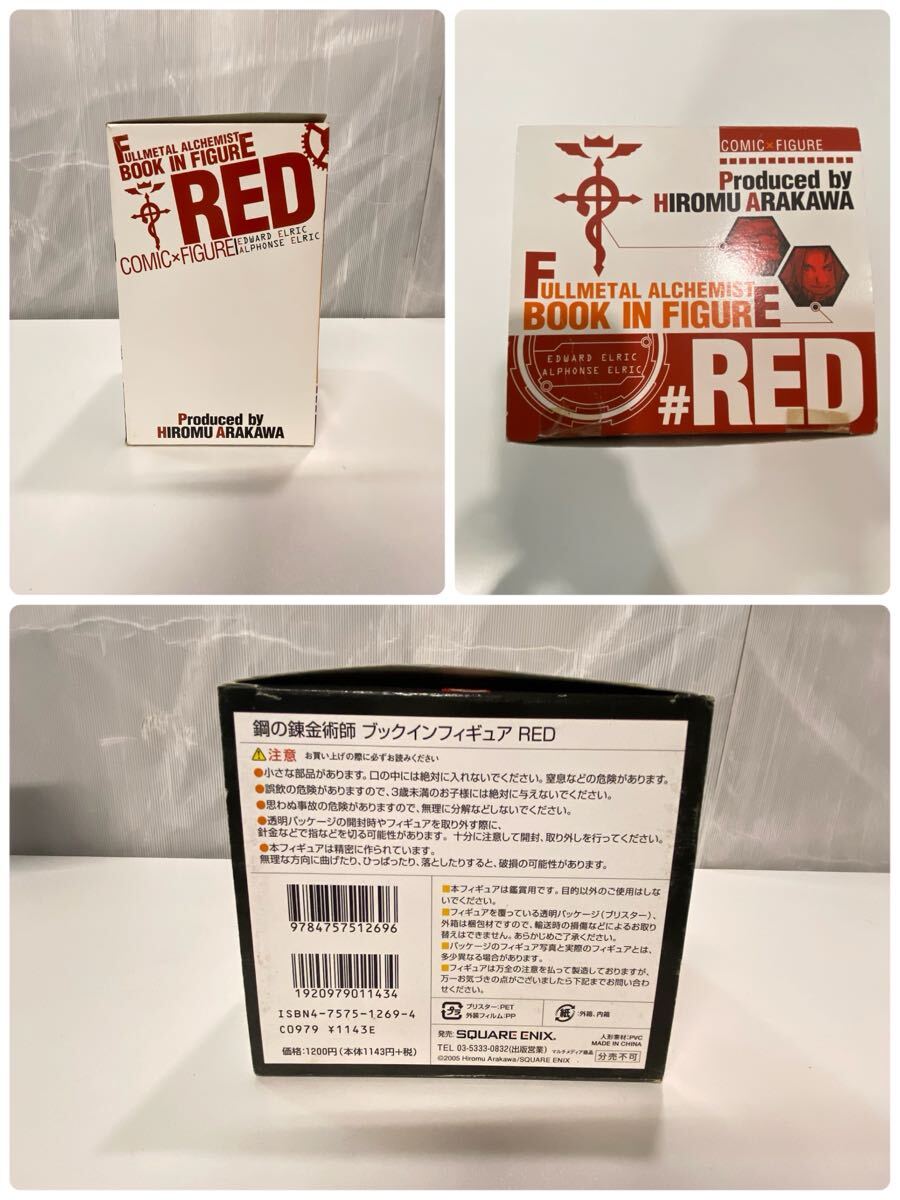 FULLMETAL ALCHEMIST
BOOK IN FIGURE
RED
COMIC×FIGURE
EDWARD ELRIC
ALPHONSE ELRIC
Produced by
HIROMU ARAKAWA
COMIC×FIGURE
Produced by
HIROMU ARAKAWA
FULLMETAL ALCHEMIST
BOOK IN FIGURE
EDWARD ELRIC
ALPHONSE ELRIC
#RED
鋼の錬金術師 ブックインフィギュア RED
注意 お買い上げの際に必ずお読みください
●小さな部品があります。口の中には絶対に入れないでください。窒息などの危険があります。
●誤飲の危険がありますので、3歳未満のお子様には絶対に与えないでください。
●思わぬ事故の危険がありますので、無理に分解などしないでください。
●透明パッケージの開封時やフィギュアを取り外す際に、
針金などで指などを切る可能性があります。十分に注意して開封、取り外しを行ってください。
●本フィギュアは精密に作られています。
無理な方向に曲げたり、ひっぱったり、落としたりすると、破損の可能性があります。
9784757512696
1920979011434
ISBN4-7575-1269-4
C0979 ¥1143E
価格:1200円(本体1143円+税)
■本フィギュアは鑑賞用です。目的以外のご使用はしな
いでください。
■フィギュアを覆っている透明パッケージ(ブリスター)、
外箱は梱包材ですので、輸送時の損傷などによるお取り
替えはできません。あらかじめご了承ください。
■パッケージのフィギュア写真と実際のフィギュアとは、
多少異なる場合があります。
■フィギュアは万全の注意を払って製造しておりますが、
万一お気づきの点がございましたら下記までお問い合わ
せください。
プラ ブリスター:PET
外装フィルム:PP
紙 :外箱、内箱
発売: SQUARE ENIX.
人形素材:PVC
MADE IN CHINA
TEL 03-5333-0832(出版営業) マルチメディア商品 分売不可
©2005 Hiromu Arakawa/SQUARE ENIX